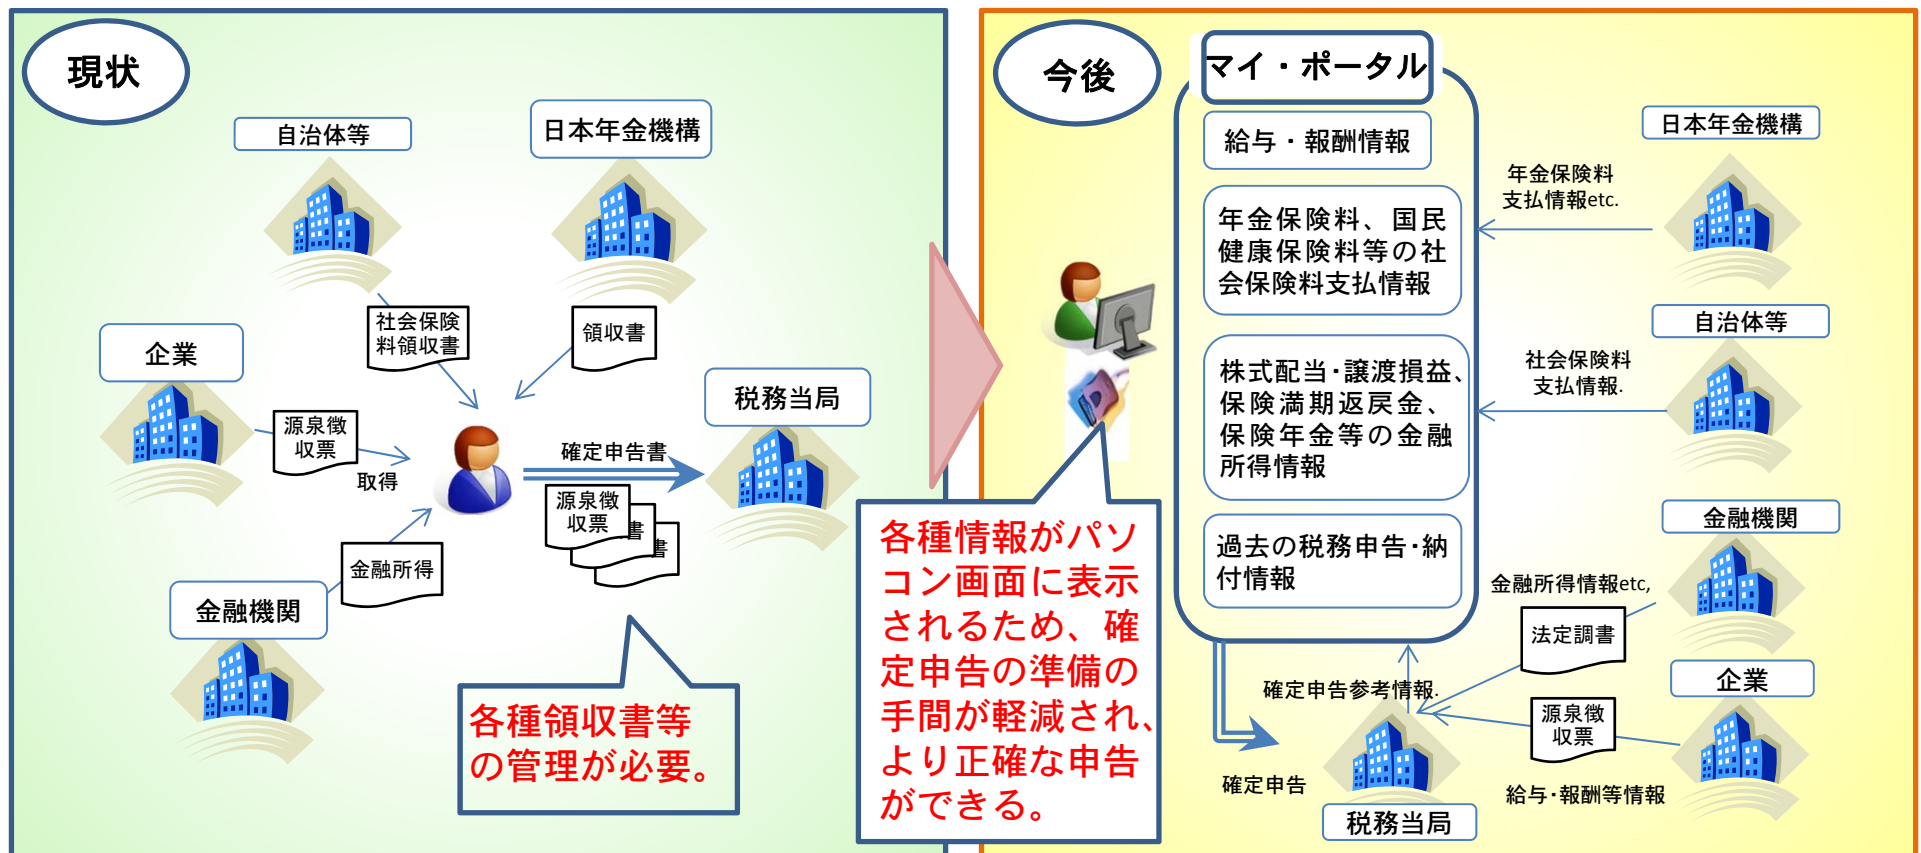 現状
自治体等
日本年金機構
社会保険
料領収書
領収書
企業
源泉徴
収票
取得
税務当局
確定申告書
源泉徴
収票
書
書
金融所得
金融機関
各種領収書等
の管理が必要。
今後
マイ・ポータル
給与・報酬情報
年金保険料、国民
健康保険料等の社
会保険料支払情報
株式配当・譲渡損益、
保険満期返戻金、
保険年金等の金融
所得情報
過去の税務申告・納
付情報
日本年金機構
年金保険料
支払情報etc.
自治体等
社会保険料
支払情報.
金融機関
金融所得情報etc,
法定調書
企業
源泉徴
収票
給与・報酬等情報
確定申告参考情報.
確定申告
税務当局
各種情報がパソ
コン画面に表示
されるため、確
定申告の準備の
手間が軽減され、
より正確な申告
ができる。